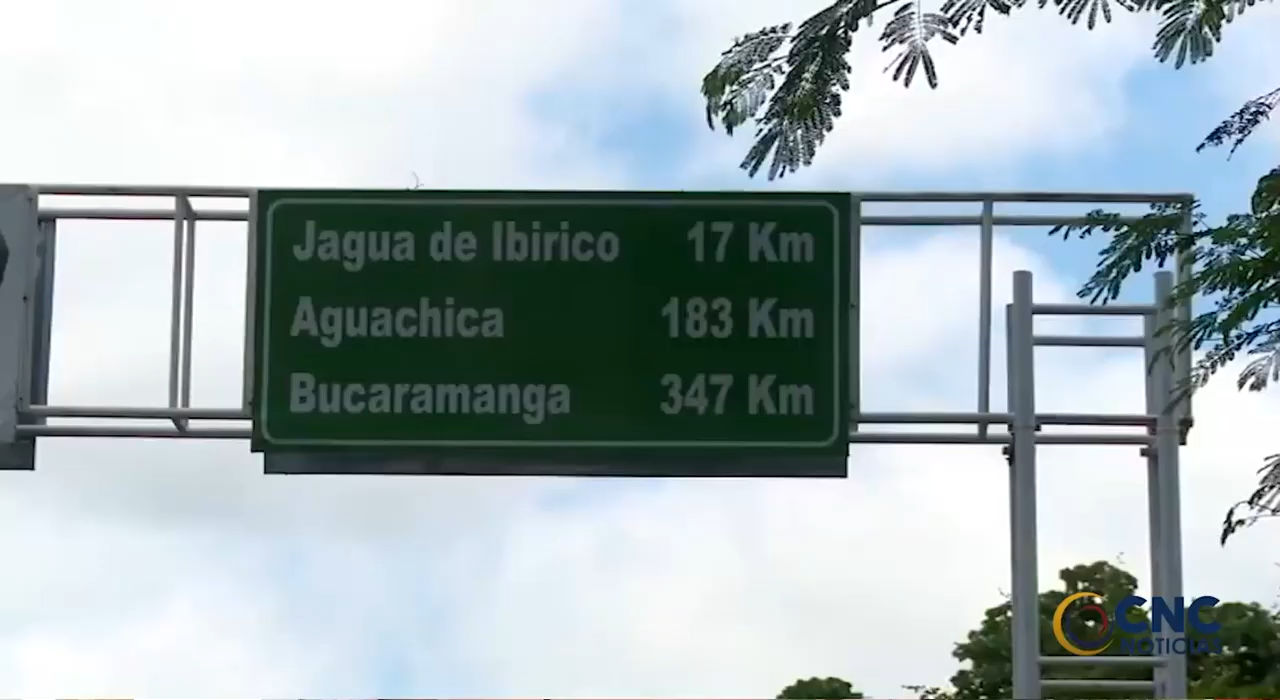 Jagua de Ibirico 17 Km
Aguachica 183 Km
Bucaramanga 347 Km
CNC
NOTICIAS